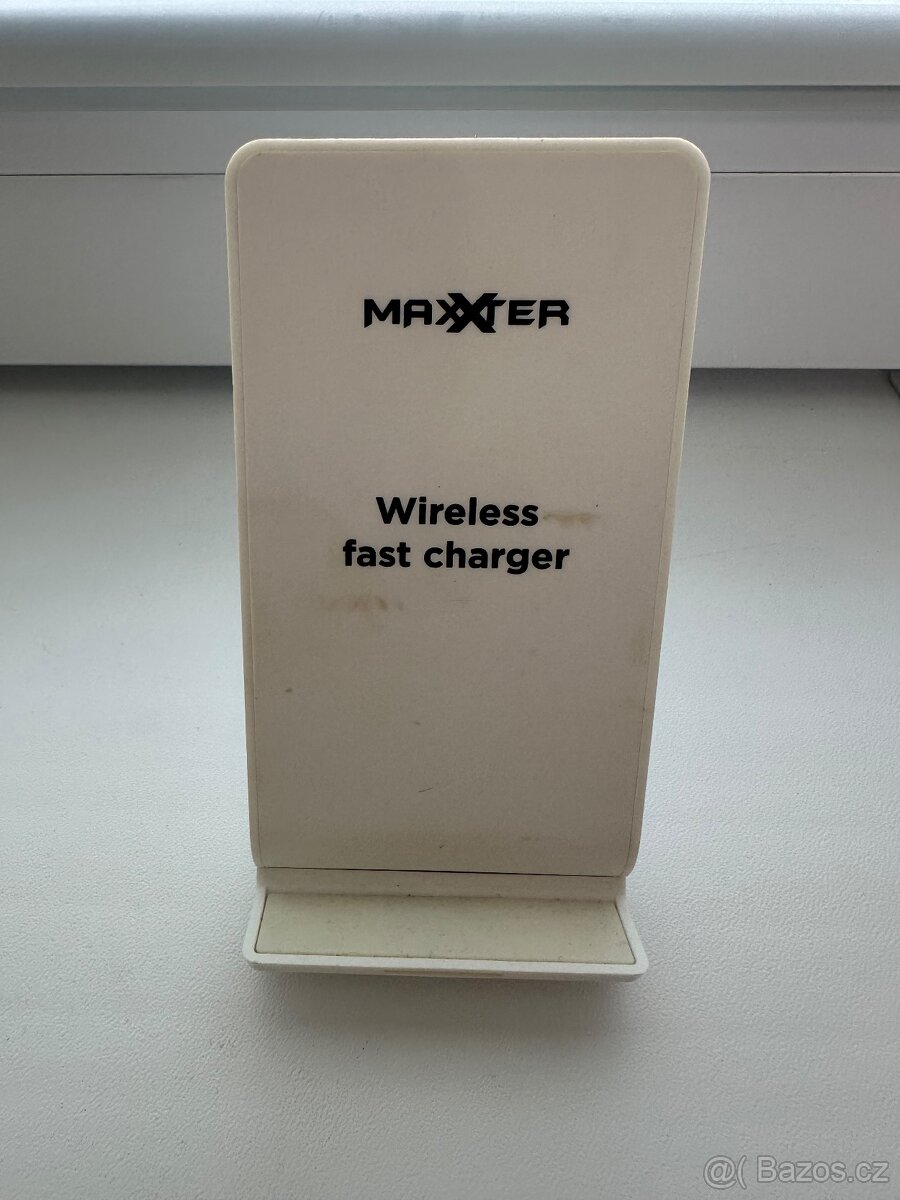 MAXXTER
Wireless
fast charger
@( Bazos.cz